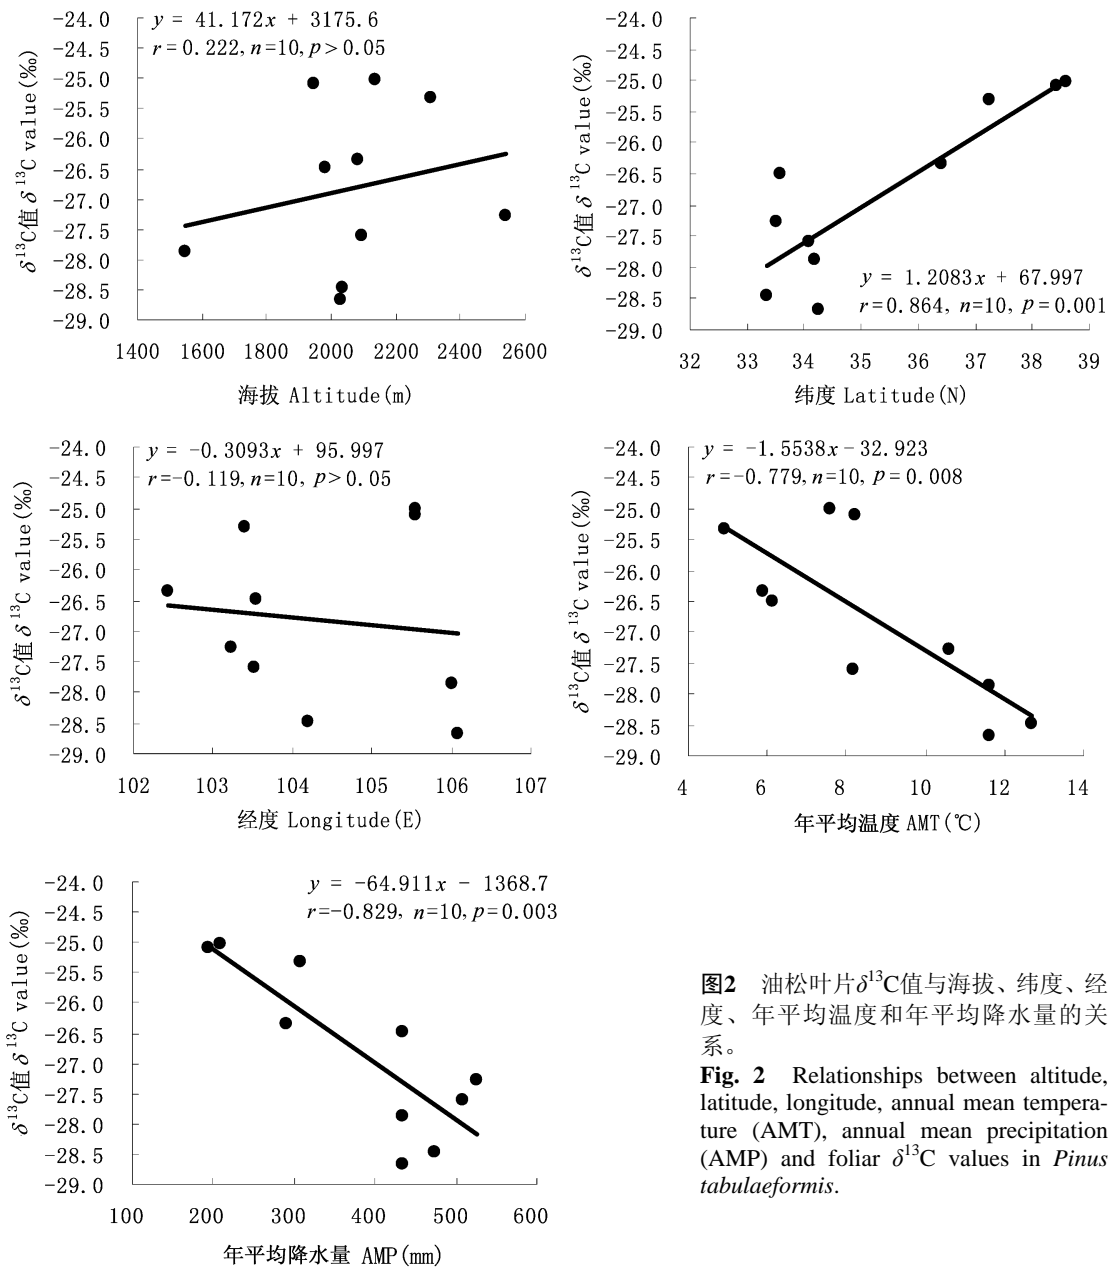 y = 41.172x + 3175.6
r=0.222, n=10, p>0.05
-24.0
-24.5
-25.0
-25.5
-26.0
-26.5
-27.0
-27.5
-28.0
-28.5
-29.0
δ¹³C值 δ ¹³C value(‰)
1400 1600 1800 2000 2200 2400 2600
海拔 Altitude(m)
-24.0
-24.5
-25.0
-25.5
-26.0
-26.5
-27.0
-27.5
-28.0
-28.5
-29.0
δ¹³C值 δ ¹³C value(‰)
y = 1.2083x + 67.997
r=0.864, n=10, p=0.001
32 33 34 35 36 37 38 39
纬度 Latitude(N)
y = -0.3093x + 95.997
r=-0.119, n=10, p>0.05
-24.0
-24.5
-25.0
-25.5
-26.0
-26.5
-27.0
-27.5
-28.0
-28.5
-29.0
δ¹³C值 δ ¹³C value(‰)
102 103 104 105 106 107
经度 Longitude(E)
y = -1.5538x-32.923
r=-0.779, n=10, p=0.008
-24.0
-24.5
-25.0
-25.5
-26.0
-26.5
-27.0
-27.5
-28.0
-28.5
-29.0
δ¹³C值 δ ¹³C value(‰)
4 6 8 10 12 14
年平均温度 AMT(℃)
y = -64.911x - 1368.7
r=-0.829, n=10, p=0.003
-24.0
-24.5
-25.0
-25.5
-26.0
-26.5
-27.0
-27.5
-28.0
-28.5
-29.0
δ¹³C值 δ ¹³C value(‰)
100 200 300 400 500 600
年平均降水量 AMP(mm)
图2 油松叶片δ¹³C值与海拔、纬度、经
度、年平均温度和年平均降水量的关
系。
Fig. 2 Relationships between altitude,
latitude, longitude, annual mean tempera-
ture (AMT), annual mean precipitation
(AMP) and foliar δ¹³C values in Pinus
tabulaeformis.